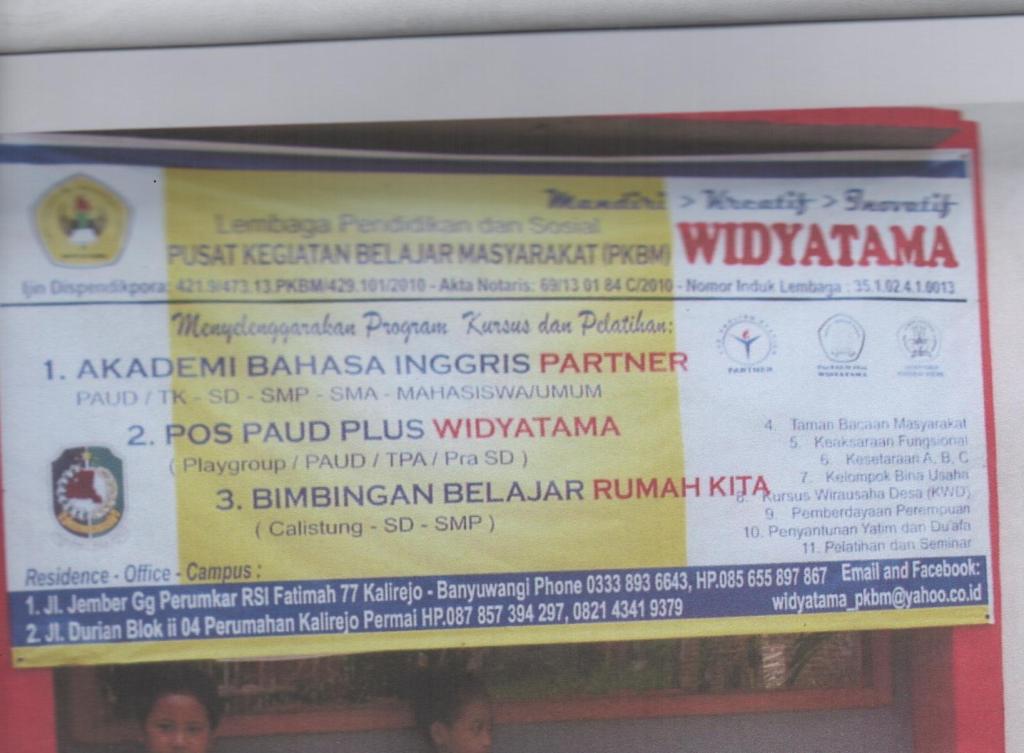 Mandiri > Kreatif > Inovatif
Lembaga Pendidikan dan Sosial
PUSAT KEGIATAN BELAJAR MASYARAKAT (PKBM)
WIDYATAMA
Ijin Dispendikpora: 421.9/473.13.PKBM/429.101/2010 - Akta Notaris: 69/13 01 84 C/2010 - Nomor Induk Lembaga : 35.1.02.4.1.0013
Menyelenggarakan Program Kursus dan Pelatihan:
1. AKADEMI BAHASA INGGRIS PARTNER
PAUD / TK - SD - SMP - SMA - MAHASISWA/UMUM
2. POS PAUD PLUS WIDYATAMA
( Playgroup / PAUD / TPA / Pra SD )
3. BIMBINGAN BELAJAR RUMAH KITA
( Calistung - SD - SMP )
PARTNER
WIDYATAMA
4. Taman Bacaan Masyarakat
5. Keaksaraan Fungsional
6. Kesetaraan A, B, C
7. Kelompok Bina Usaha
8. Kursus Wirausaha Desa (KWD)
9. Pemberdayaan Perempuan
10. Penyantunan Yatim dan Du'afa
11. Pelatihan dan Seminar
Residence - Office - Campus :
1. Jl. Jember Gg Perumkar RSI Fatimah 77 Kalirejo - Banyuwangi Phone 0333 893 6643, HP.085 655 897 867
2. Jl. Durian Blok ii 04 Perumahan Kalirejo Permai HP.087 857 394 297, 0821 4341 9379
Email and Facebook:
widyatama_pkbm@yahoo.co.id